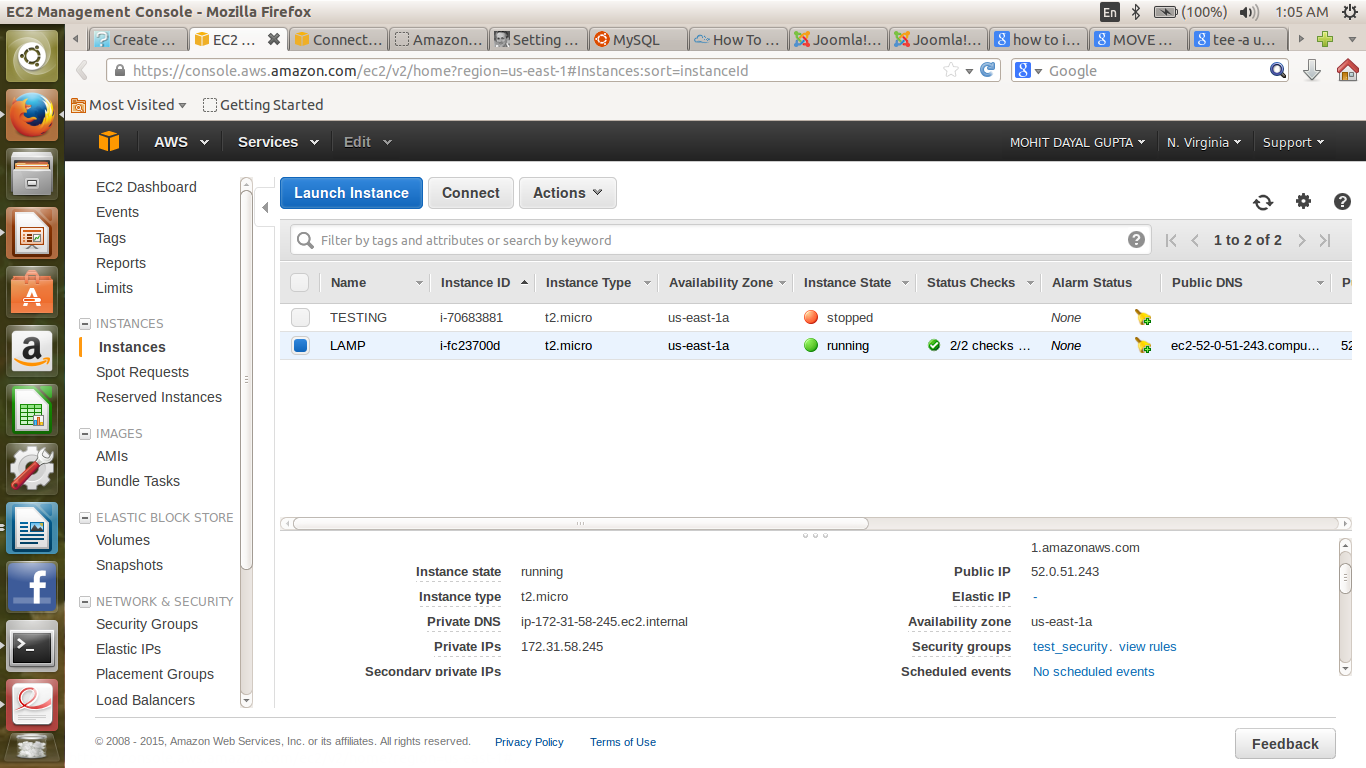 EC2 Management Console - Mozilla Firefox
En (100%) 1:05 AM
Create ... EC2 ... Connect... Amazon... Setting ... MySQL How To ... Joomla!... Joomla!... how to i... MOVE ... tee -a u...
https://console.aws.amazon.com/ec2/v2/home?region=us-east-1#Instances:sort=instanceId
Google
Most Visited Getting Started
AWS Services Edit MOHIT DAYAL GUPTA N. Virginia Support
EC2 Dashboard
Events
Tags
Reports
Limits
INSTANCES
Instances
Spot Requests
Reserved Instances
IMAGES
AMIs
Bundle Tasks
ELASTIC BLOCK STORE
Volumes
Snapshots
NETWORK & SECURITY
Security Groups
Elastic IPs
Placement Groups
Load Balancers
Launch Instance Connect Actions
Filter by tags and attributes or search by keyword
1 to 2 of 2
Name Instance ID Instance Type Availability Zone Instance State Status Checks Alarm Status Public DNS
TESTING i-70683881 t2.micro us-east-1a stopped None
LAMP i-fc23700d t2.micro us-east-1a running 2/2 checks ... None ec2-52-0-51-243.compu... 52
1.amazonaws.com
Instance state running Public IP 52.0.51.243
Instance type t2.micro Elastic IP -
Private DNS ip-172-31-58-245.ec2.internal Availability zone us-east-1a
Private IPs 172.31.58.245 Security groups test_security. view rules
Secondary private IPs Scheduled events No scheduled events
© 2008 - 2015, Amazon Web Services, Inc. or its affiliates. All rights reserved. Privacy Policy Terms of Use
Feedback